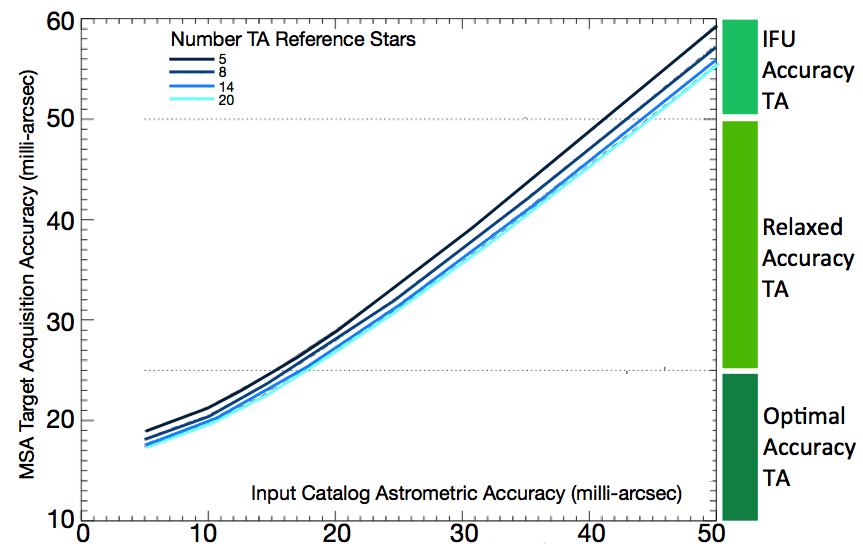 Number TA Reference Stars
5
8
14
20
MSA Target Acquisition Accuracy (milli-arcsec)
60
50
40
30
20
10
Input Catalog Astrometric Accuracy (milli-arcsec)
0
10
20
30
40
50
IFU
Accuracy
TA
Relaxed
Accuracy
TA
Optimal
Accuracy
TA